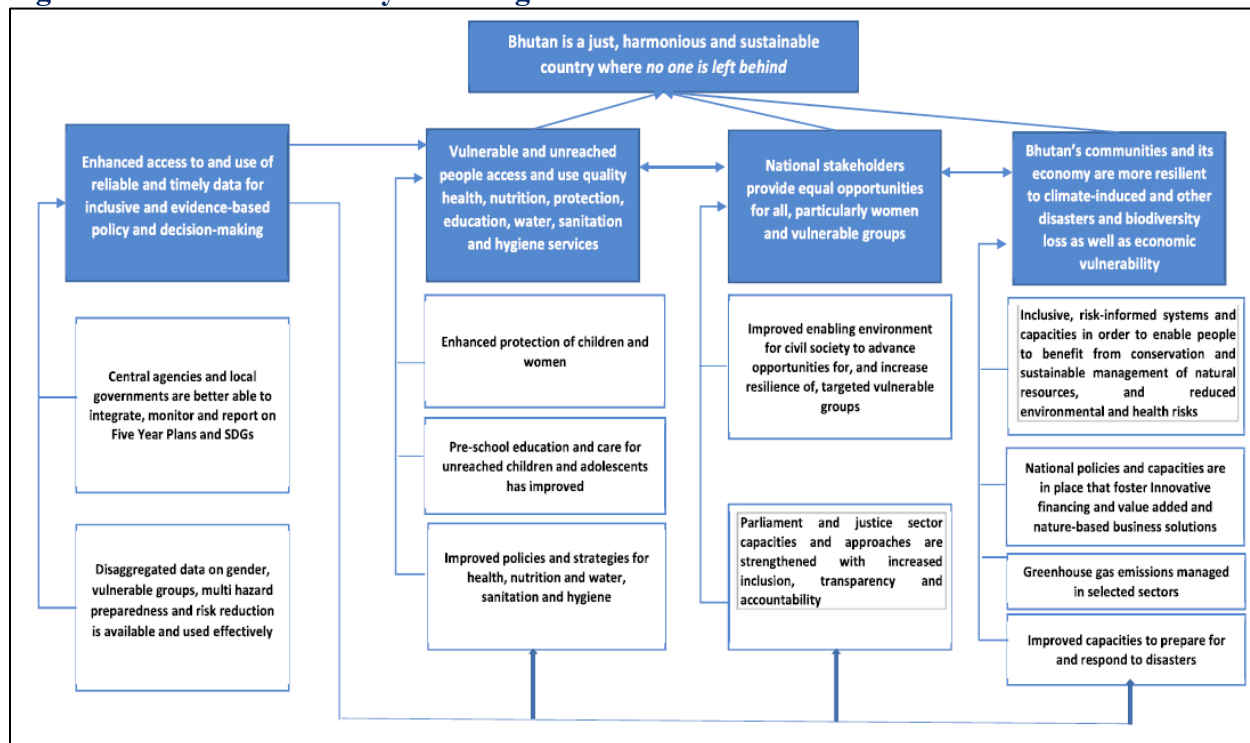 Bhutan is a just, harmonious and sustainable
country where no one is left behind
Enhanced access to and use of
reliable and timely data for
inclusive and evidence-based
policy and decision-making
Central agencies and local
governments are better able to
integrate, monitor and report on
Five Year Plans and SDGs
Disaggregated data on gender,
vulnerable groups, multi hazard
preparedness and risk reduction
is available and used effectively
Vulnerable and unreached
people access and use quality
health, nutrition, protection,
education, water, sanitation
and hygiene services
Enhanced protection of children and
women
Pre-school education and care for
unreached children and adolescents
has improved
Improved policies and strategies for
health, nutrition and water,
sanitation and hygiene
National stakeholders
provide equal opportunities
for all, particularly women
and vulnerable groups
Improved enabling environment
for civil society to advance
opportunities for, and increase
resilience of, targeted vulnerable
groups
Parliament and justice sector
capacities and approaches are
strengthened with increased
inclusion, transparency and
accountability
Bhutan's communities and its
economy are more resilient
to climate-induced and other
disasters and biodiversity
loss as well as economic
vulnerability
Inclusive, risk-informed systems and
capacities in order to enable people
to benefit from conservation and
sustainable management of natural
resources, and reduced
environmental and health risks
National policies and capacities are
in place that foster Innovative
financing and value added and
nature-based business solutions
Greenhouse gas emissions managed
in selected sectors
Improved capacities to prepare for
and respond to disasters